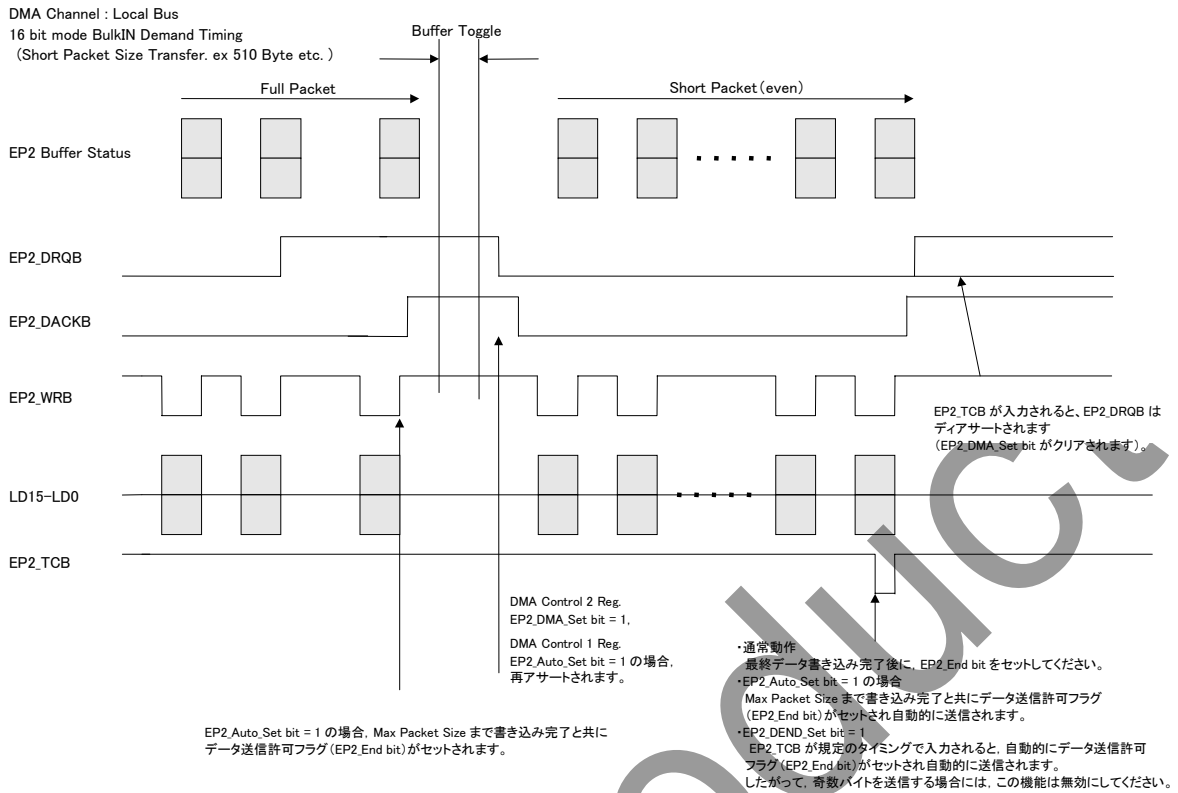 DMA Channel : Local Bus
16 bit mode BulkIN Demand Timing
(Short Packet Size Transfer. ex 510 Byte etc. )
Buffer Toggle
Full Packet
Short Packet(even)
EP2 Buffer Status
EP2_DRQB
EP2_DACKB
EP2_WRB
EP2_TCB が入力されると、EP2_DRQB は
ディアサートされます
(EP2_DMA_Set bit がクリアされます)。
LD15-LD0
EP2_TCB
DMA Control 2 Reg.
EP2_DMA_Set bit = 1,
DMA Control 1 Reg.
EP2_Auto_Set bit = 1 の場合,
再アサートされます。
EP2_Auto_Set bit = 1 の場合, Max Packet Size まで書き込み完了と共に
データ送信許可フラグ(EP2_End bit)がセットされます。
・通常動作
最終データ書き込み完了後に, EP2_End bit をセットしてください。
・EP2_Auto_Set bit = 1 の場合
Max Packet Size まで書き込み完了と共にデータ送信許可フラグ
(EP2_End bit)がセットされ自動的に送信されます。
・EP2_DEND_Set bit = 1
EP2_TCB が規定のタイミングで入力されると, 自動的にデータ送信許可
フラグ(EP2_End bit)がセットされ自動的に送信されます。
したがって, 奇数バイトを送信する場合には, この機能は無効にしてください。